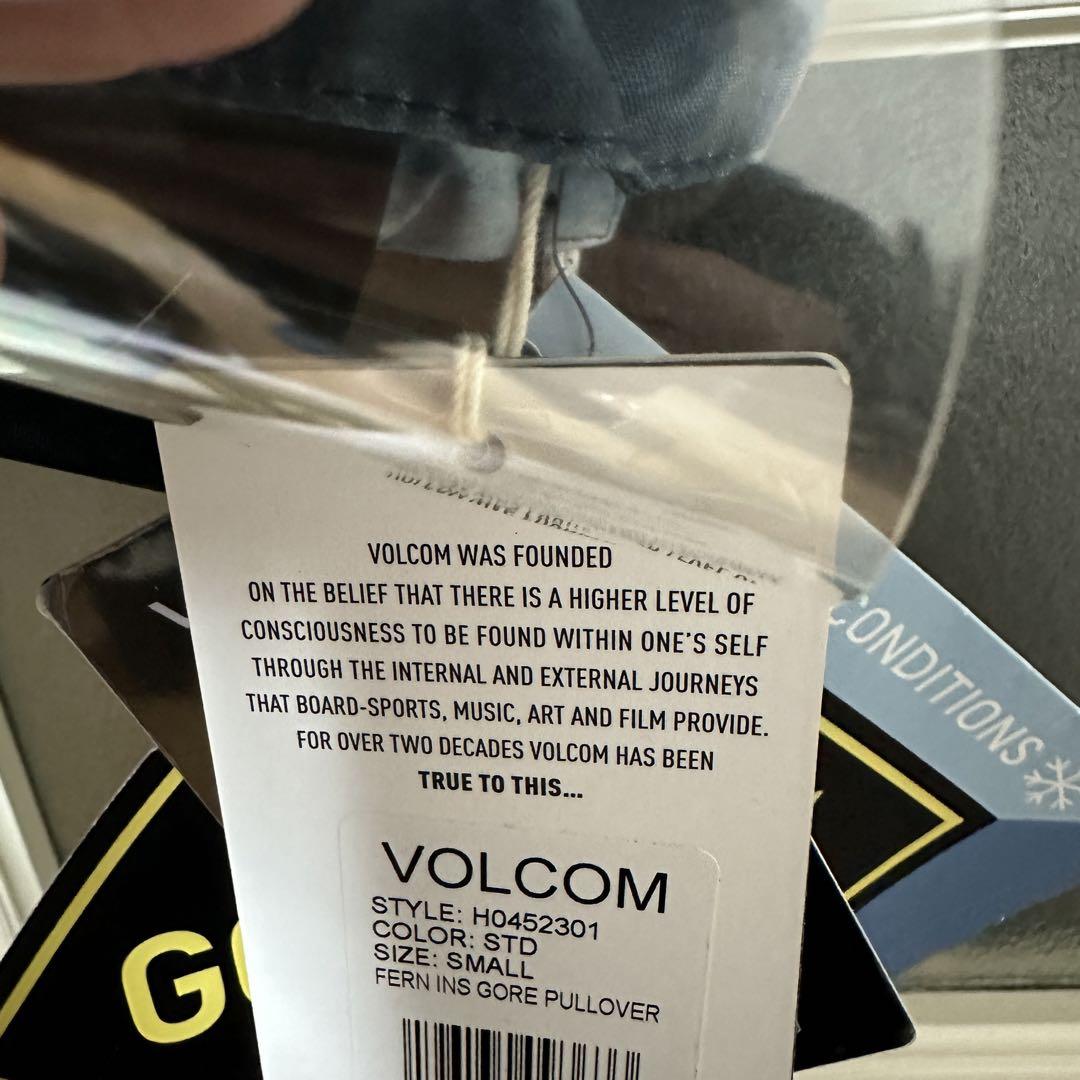 VOLCOM WAS FOUNDED
ON THE BELIEF THAT THERE IS A HIGHER LEVEL OF
CONSCIOUSNESS TO BE FOUND WITHIN ONE'S SELF
THROUGH THE INTERNAL AND EXTERNAL JOURNEYS
THAT BOARD-SPORTS, MUSIC, ART AND FILM PROVIDE.
FOR OVER TWO DECADES VOLCOM HAS BEEN
TRUE TO THIS...
VOLCOM
STYLE: H0452301
COLOR: STD
SIZE: SMALL
FERN INS GORE PULLOVER
CONDITIONS
G